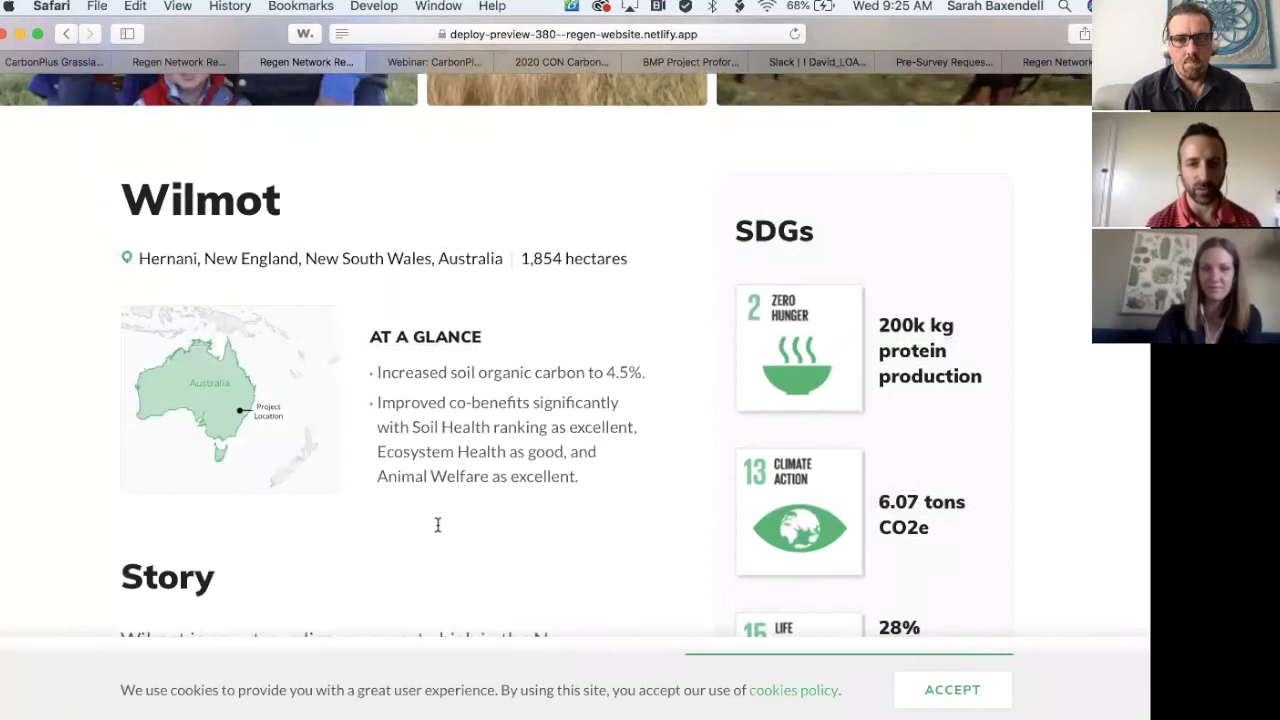 Safari File Edit View History Bookmarks Develop Window Help 68% Wed 9:25 AM Sarah Baxendell
W. deploy-preview-380--regen-website.netlify.app
CarbonPlus Grassla... Regen Network Re... Regen Network Re... Webinar: CarbonPl... 2020 CON Carbon... BMP Project Profor... Slack | ! David_LOA... Pre-Survey Reques... Regen Network
Wilmot
Hernani, New England, New South Wales, Australia | 1,854 hectares
Australia
Project
Location
AT A GLANCE
· Increased soil organic carbon to 4.5%.
· Improved co-benefits significantly
with Soil Health ranking as excellent,
Ecosystem Health as good, and
Animal Welfare as excellent.
Story
SDGs
2 ZERO
HUNGER
200k kg
protein
production
13 CLIMATE
ACTION
6.07 tons
CO2e
15 LIFE
28%
We use cookies to provide you with a great user experience. By using this site, you accept our use of cookies policy.
ACCEPT